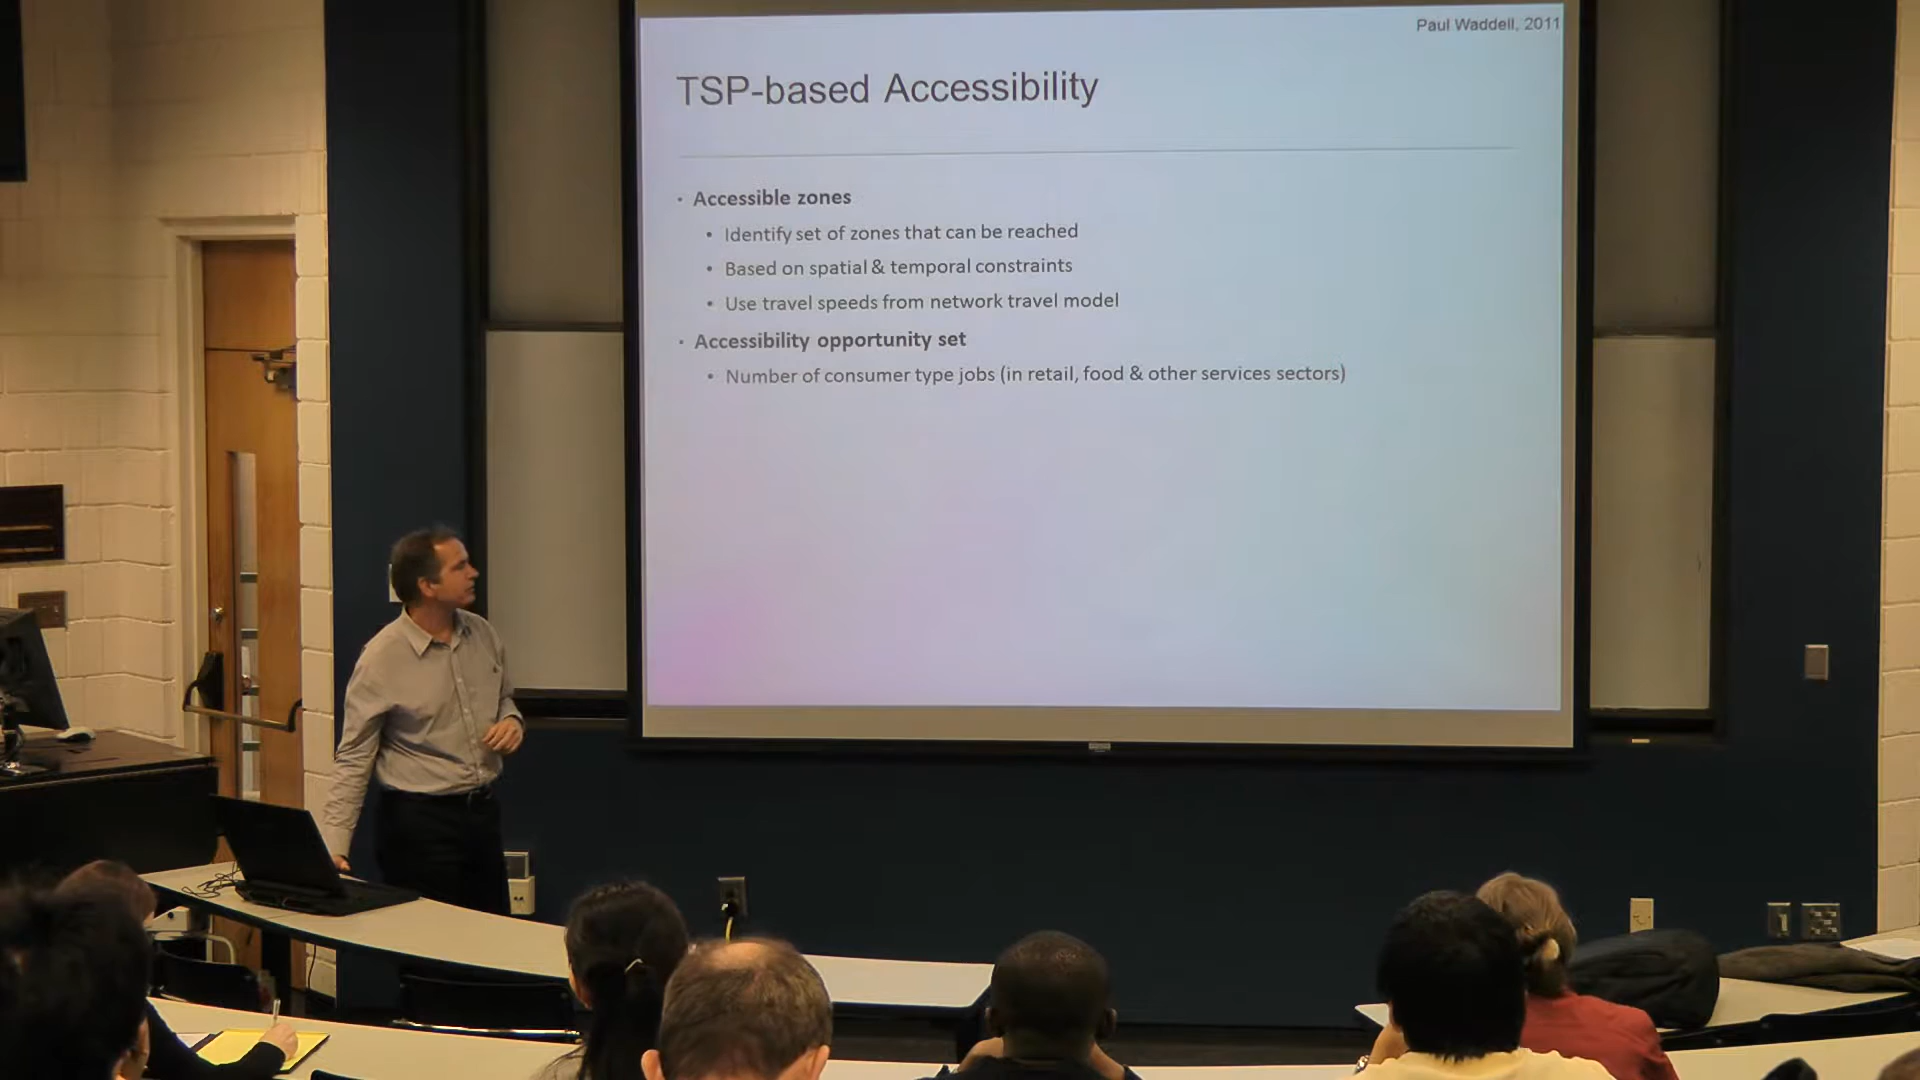 Paul Waddell, 2011
TSP-based Accessibility
• Accessible zones
• Identify set of zones that can be reached
• Based on spatial & temporal constraints
• Use travel speeds from network travel model
• Accessibility opportunity set
• Number of consumer type jobs (in retail, food & other services sectors)